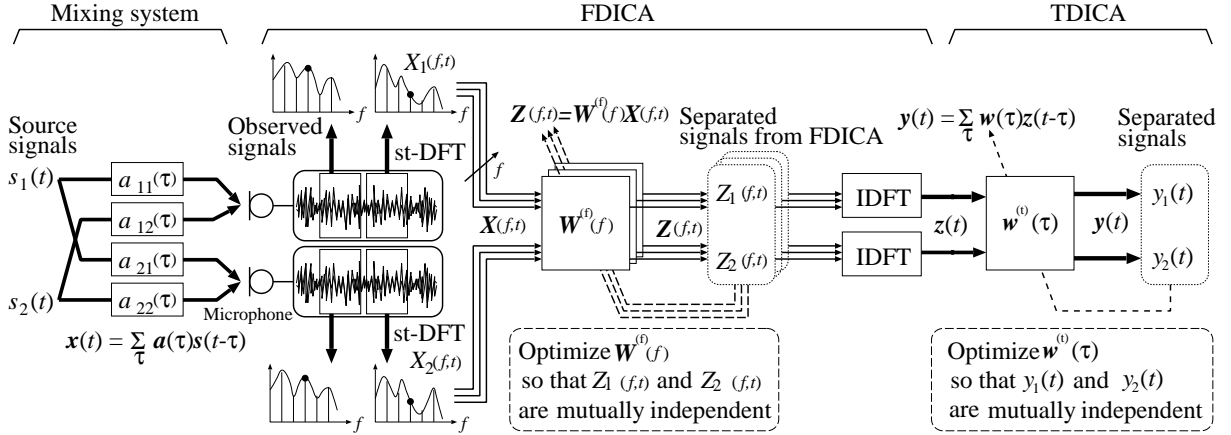 Mixing system
FDICA
TDICA
Source signals
s₁(t)
s₂(t)
a₁₁(τ)
a₁₂(τ)
a₂₁(τ)
a₂₂(τ)
x(t) = ∑_τ a(τ)s(t-τ)
Microphone
Observed signals
f
f
X₁(f,t)
st-DFT
st-DFT
X₂(f,t)
f
f
f
X(f,t)
Z(f,t)=W⁽ᶠ⁾(f)X(f,t)
W⁽ᶠ⁾(f)
Z(f,t)
Separated signals from FDICA
Z₁(f,t)
Z₂(f,t)
Optimize W⁽ᶠ⁾(f)
so that Z₁(f,t) and Z₂(f,t)
are mutually independent
IDFT
IDFT
z(t)
y(t) = ∑_τ w(τ)z(t-τ)
w⁽ᵗ⁾(τ)
y(t)
Separated signals
y₁(t)
y₂(t)
Optimize w⁽ᵗ⁾(τ)
so that y₁(t) and y₂(t)
are mutually independent